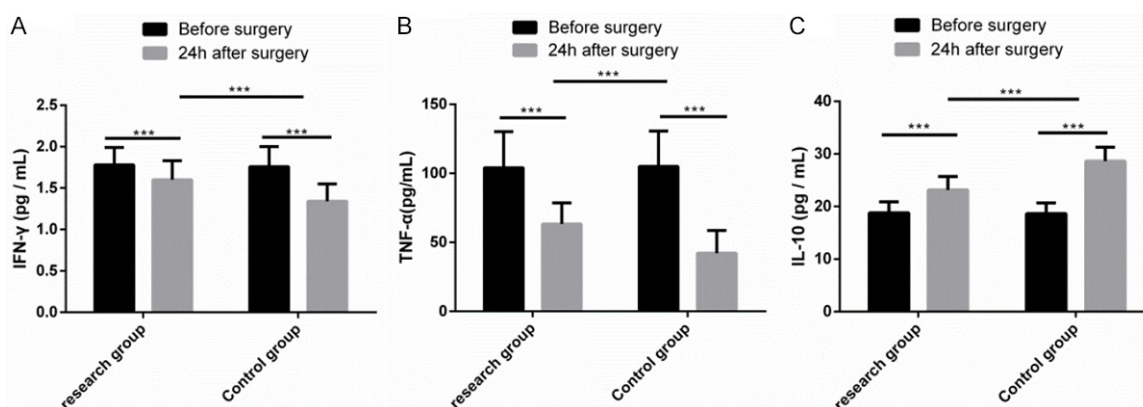 A
Before surgery
24h after surgery
IFN-γ (pg / mL)
2.5
2.0
1.5
1.0
0.5
0.0
***
***
***
research group
Control group
B
Before surgery
24h after surgery
TNF-α(pg/mL)
150
100
50
0
***
***
***
research group
Control group
C
Before surgery
24h after surgery
IL-10 (pg / mL)
40
30
20
10
0
***
***
***
research group
Control group